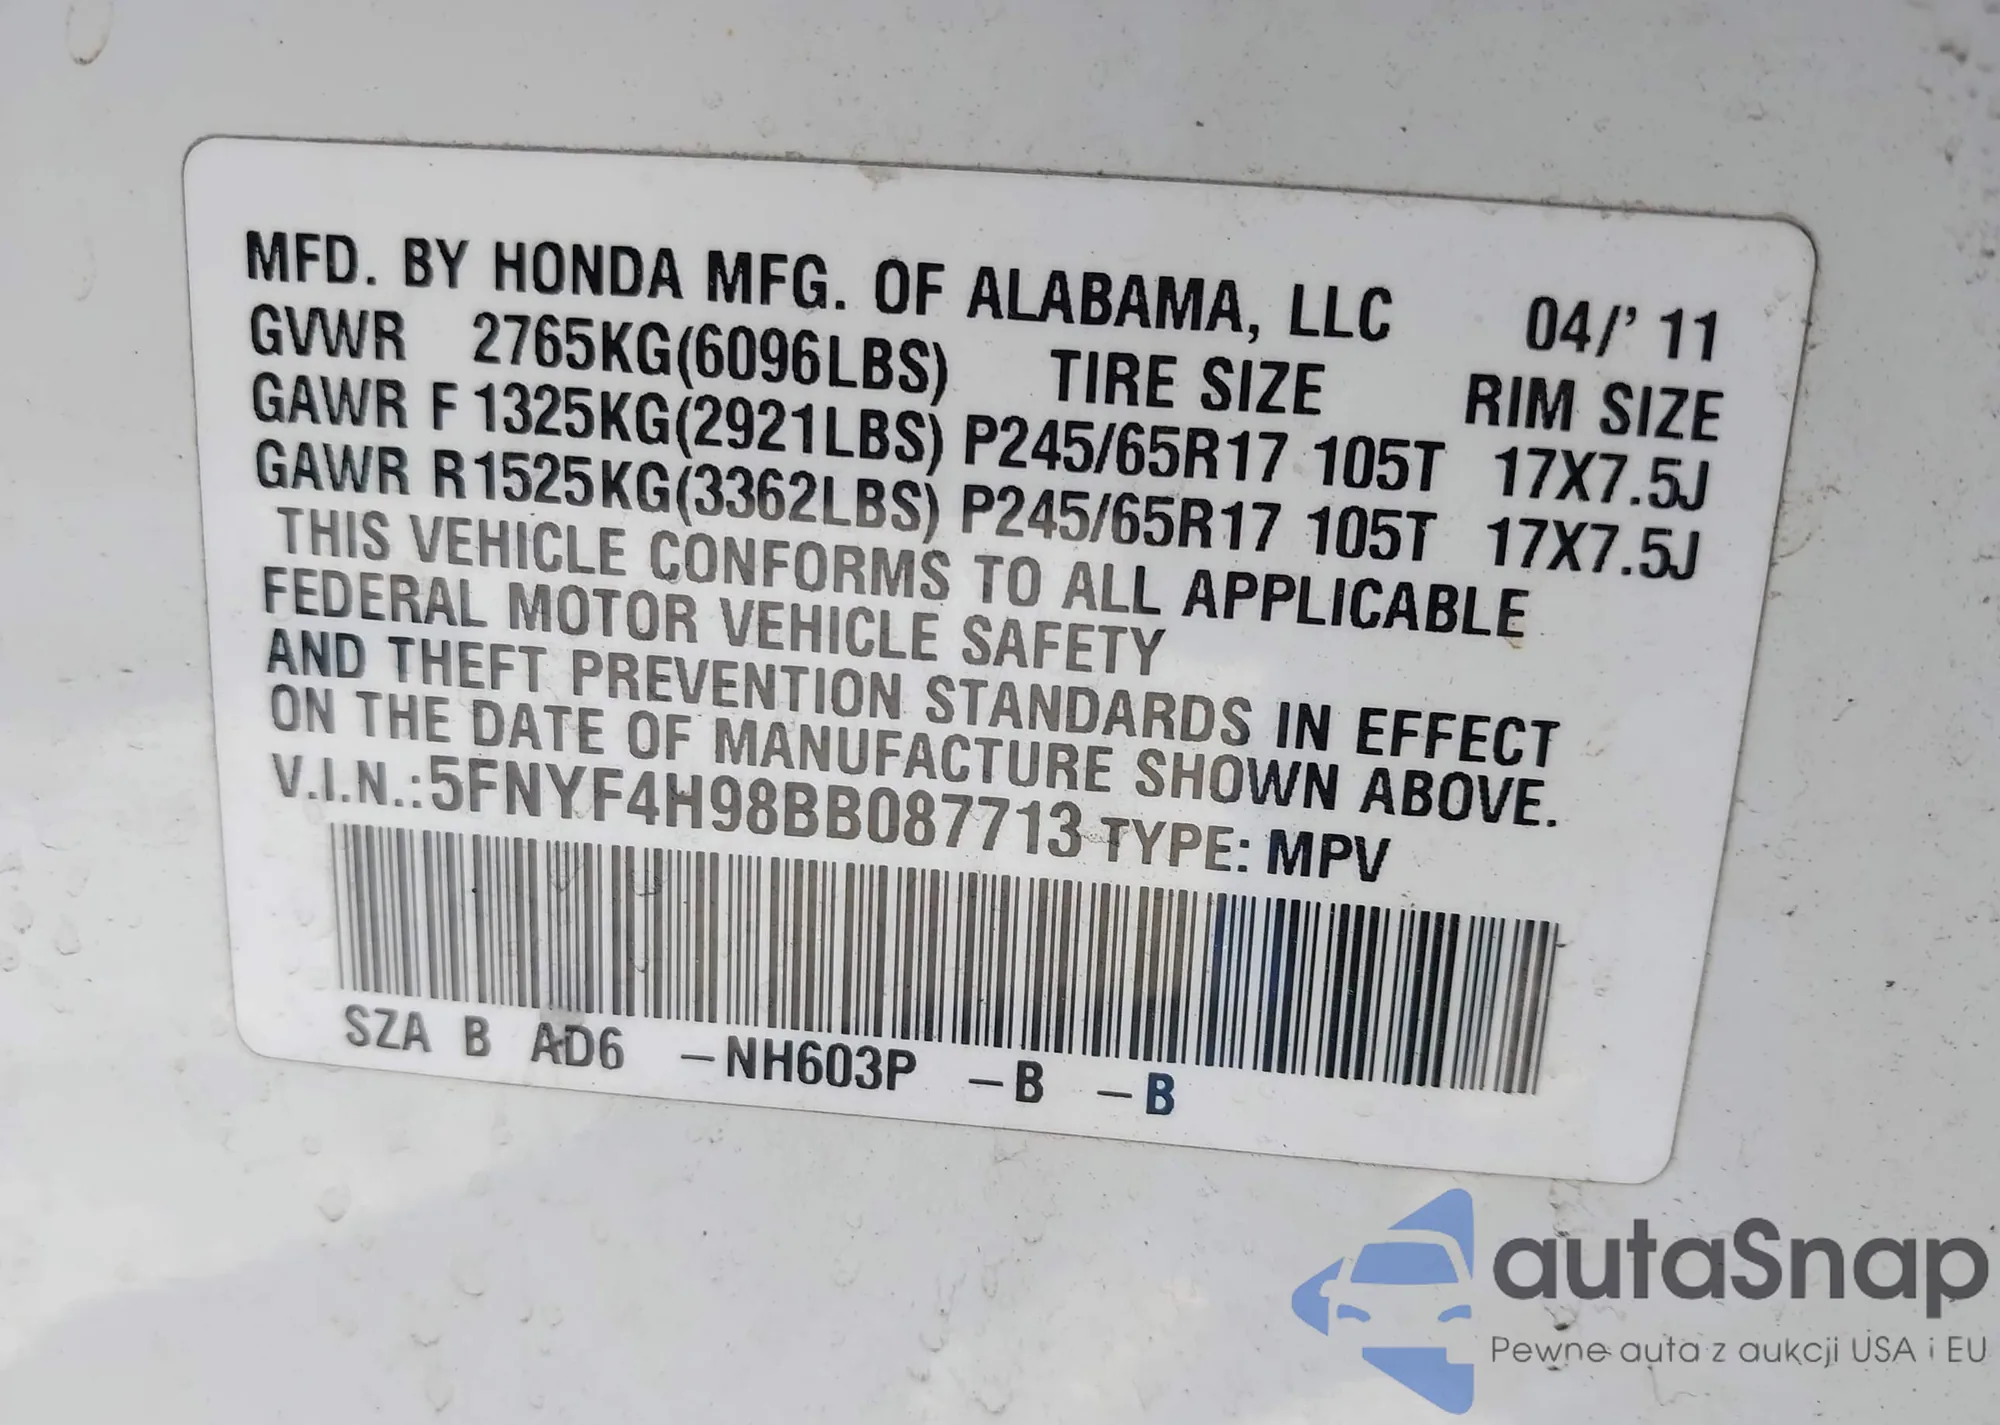 MFD. BY HONDA MFG. OF ALABAMA, LLC 04/' 11
GVWR 2765KG(6096LBS) TIRE SIZE RIM SIZE
GAWR F 1325KG(2921LBS) P245/65R17 105T 17X7.5J
GAWR R1525KG(3362LBS) P245/65R17 105T 17X7.5J
THIS VEHICLE CONFORMS TO ALL APPLICABLE
FEDERAL MOTOR VEHICLE SAFETY
AND THEFT PREVENTION STANDARDS IN EFFECT
ON THE DATE OF MANUFACTURE SHOWN ABOVE.
V.I.N.:5FNYF4H98BB087713 TYPE: MPV
SZA B AD6 -NH603P -B -B
autaSnap
Pewne auta z aukcji USA i EU